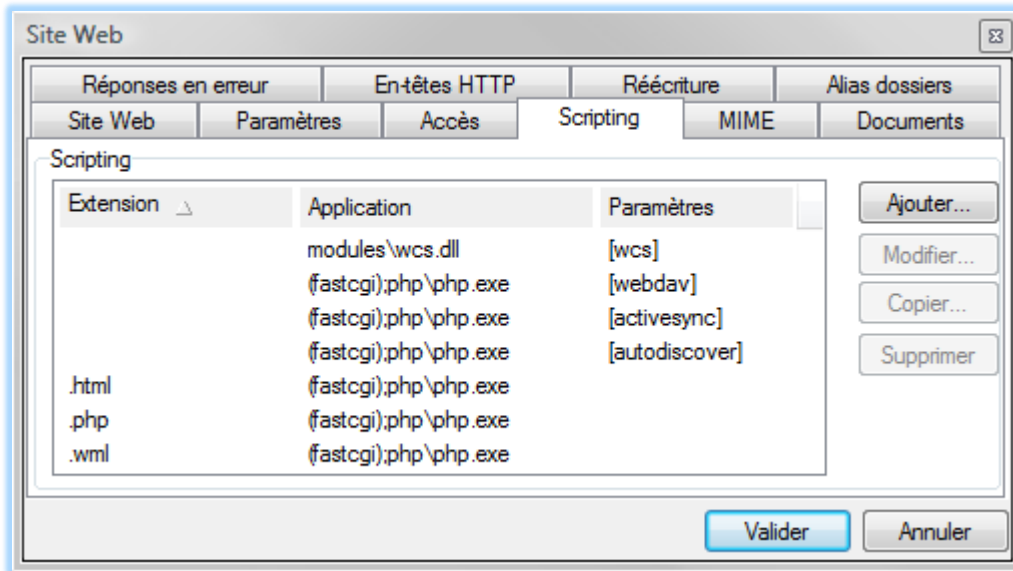 Site Web
Réponses en erreur En-têtes HTTP Réécriture Alias dossiers
Site Web Paramètres Accès Scripting MIME Documents
Scripting
Extension Application Paramètres Ajouter...
modules\wcs.dll [wcs]
Modifier...
(fastcgi);php\php.exe [webdav]
(fastcgi);php\php.exe [activesync]
Copier...
(fastcgi);php\php.exe [autodiscover]
Supprimer
.html (fastcgi);php\php.exe
.php (fastcgi);php\php.exe
.wml (fastcgi);php\php.exe
Valider Annuler